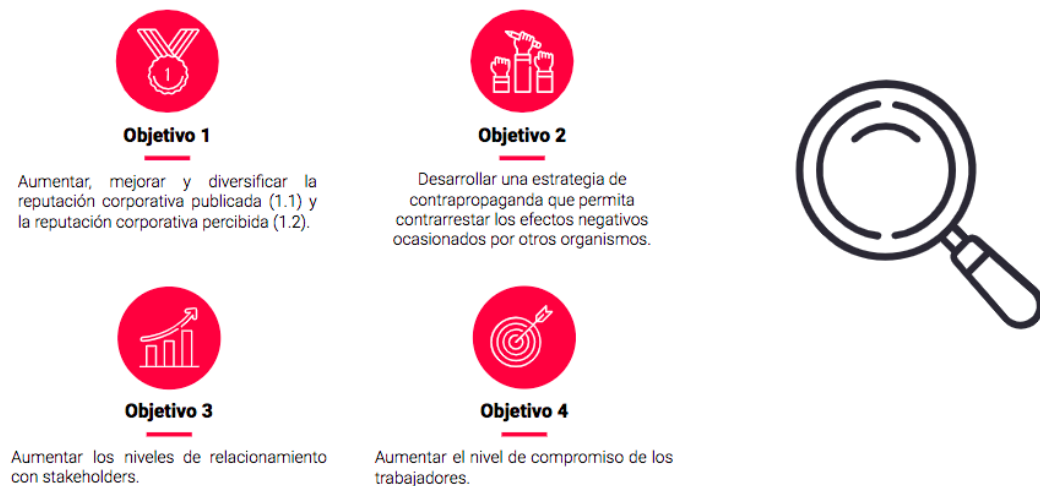 1
Objetivo 1
Aumentar, mejorar y diversificar la
reputación corporativa publicada (1.1) y
la reputación corporativa percibida (1.2).
Objetivo 2
Desarrollar una estrategia de
contrapropaganda que permita
contrarrestar los efectos negativos
ocasionados por otros organismos.
Objetivo 3
Aumentar los niveles de relacionamiento
con stakeholders.
Objetivo 4
Aumentar el nivel de compromiso de los
trabajadores.